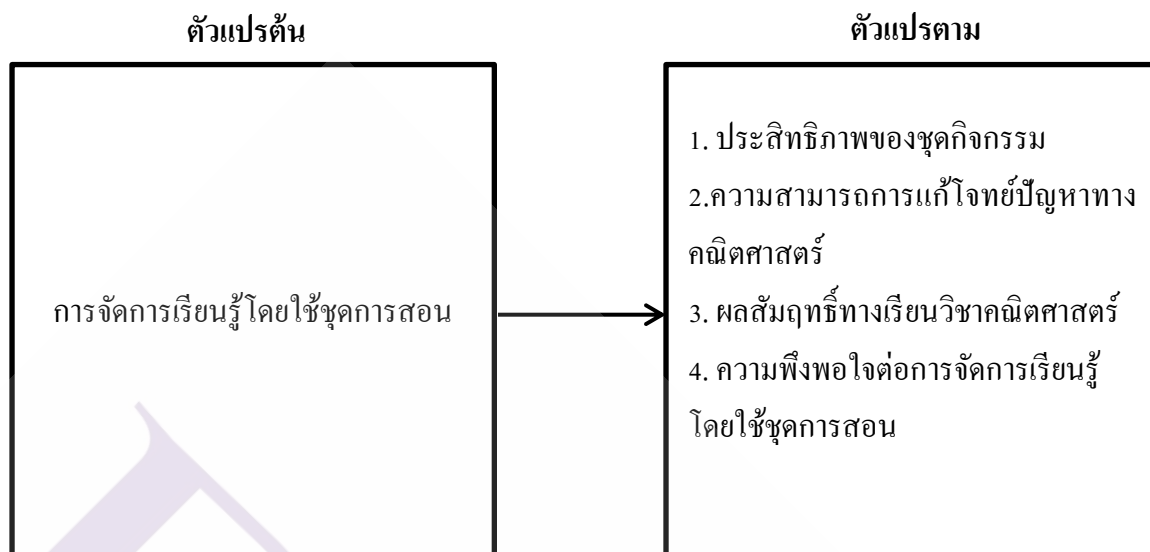 ตัวแปรต้น
ตัวแปรตาม
การจัดการเรียนรู้โดยใช้ชุดการสอน
1. ประสิทธิภาพของชุดกิจกรรม
2.ความสามารถการแก้โจทย์ปัญหาทาง
คณิตศาสตร์
3. ผลสัมฤทธิ์ทางเรียนวิชาคณิตศาสตร์
4. ความพึงพอใจต่อการจัดการเรียนรู้
โดยใช้ชุดการสอน